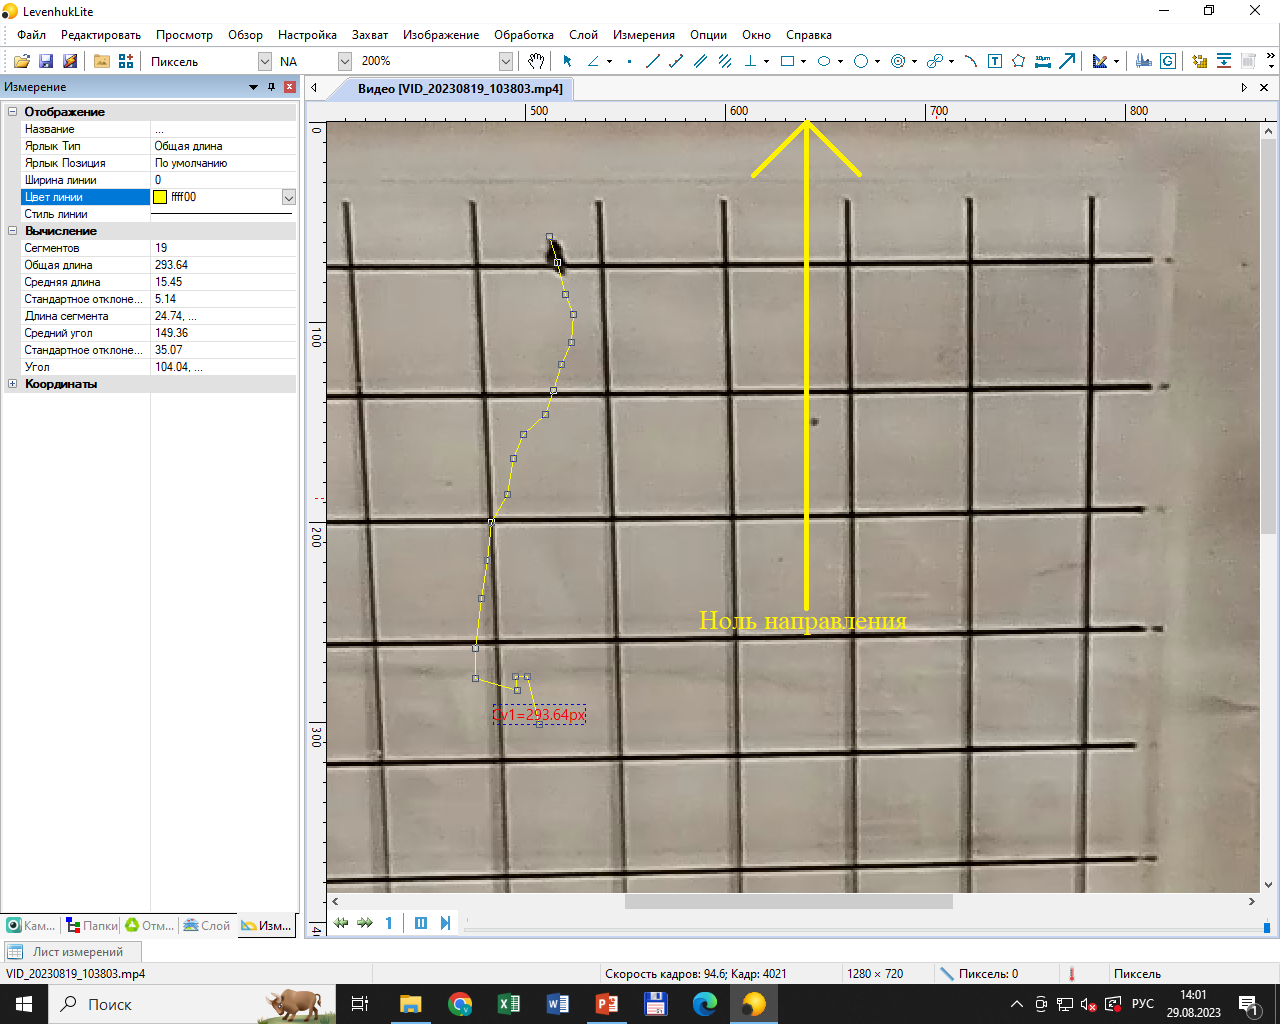 LevenhukLite
Файл Редактировать Просмотр Обзор Настройка Захват Изображение Обработка Слой Измерения Опции Окно Справка
Пиксель NA 200%
Измерение
Видео [VID_20230819_103803.mp4]
Отображение
Название ...
Ярлык Тип Общая длина
Ярлык Позиция По умолчанию
Ширина линии 0
Цвет линии ffff00
Стиль линии
Вычисление
Сегментов 19
Общая длина 293.64
Средняя длина 15.45
Стандартное отклоне... 5.14
Длина сегмента 24.74, ...
Средний угол 149.36
Стандартное отклоне... 35.07
Угол 104.04, ...
Координаты
500 600 700 800
0
100
200
300
Ноль направления
Cv1=293.64px
1
Кам... Папки Отм... Слой Изм...
Лист измерений
VID_20230819_103803.mp4 Скорость кадров: 94.6; Кадр: 4021 1280 × 720 Пиксель: 0 Пиксель
Поиск
РУС
14:01
29.08.2023
1